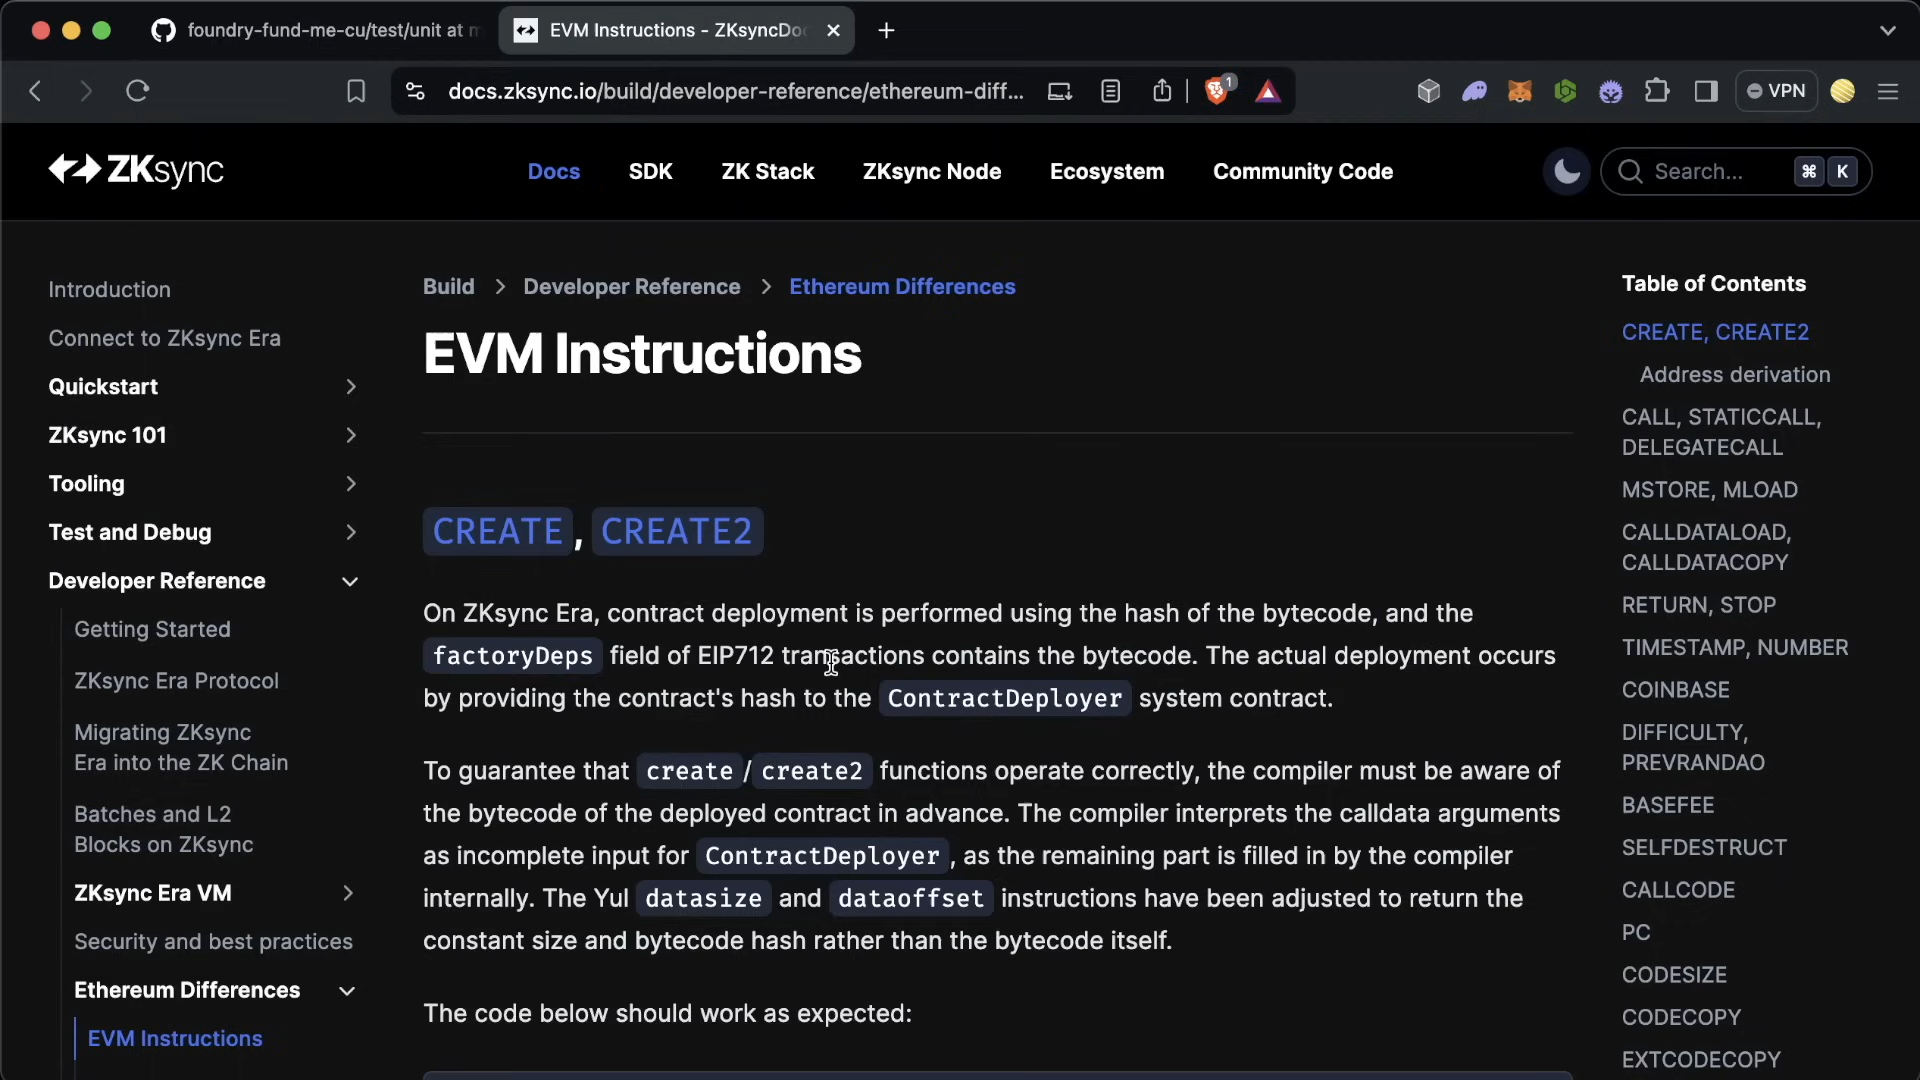 foundry-fund-me-cu/test/unit at m
EVM Instructions - ZKsyncDo
docs.zksync.io/build/developer-reference/ethereum-diff...
1
VPN
ZKsync
Docs
SDK
ZK Stack
ZKsync Node
Ecosystem
Community Code
Search...
⌘ K
Introduction
Connect to ZKsync Era
Quickstart
ZKsync 101
Tooling
Test and Debug
Developer Reference
Getting Started
ZKsync Era Protocol
Migrating ZKsync
Era into the ZK Chain
Batches and L2
Blocks on ZKsync
ZKsync Era VM
Security and best practices
Ethereum Differences
EVM Instructions
Build > Developer Reference > Ethereum Differences
EVM Instructions
CREATE, CREATE2
On ZKsync Era, contract deployment is performed using the hash of the bytecode, and the
factoryDeps field of EIP712 transactions contains the bytecode. The actual deployment occurs
by providing the contract's hash to the ContractDeployer system contract.
To guarantee that create/create2 functions operate correctly, the compiler must be aware of
the bytecode of the deployed contract in advance. The compiler interprets the calldata arguments
as incomplete input for ContractDeployer, as the remaining part is filled in by the compiler
internally. The Yul datasize and dataoffset instructions have been adjusted to return the
constant size and bytecode hash rather than the bytecode itself.
The code below should work as expected:
Table of Contents
CREATE, CREATE2
Address derivation
CALL, STATICCALL,
DELEGATECALL
MSTORE, MLOAD
CALLDATALOAD,
CALLDATACOPY
RETURN, STOP
TIMESTAMP, NUMBER
COINBASE
DIFFICULTY,
PREVRANDAO
BASEFEE
SELFDESTRUCT
CALLCODE
PC
CODESIZE
CODECOPY
EXTCODECOPY